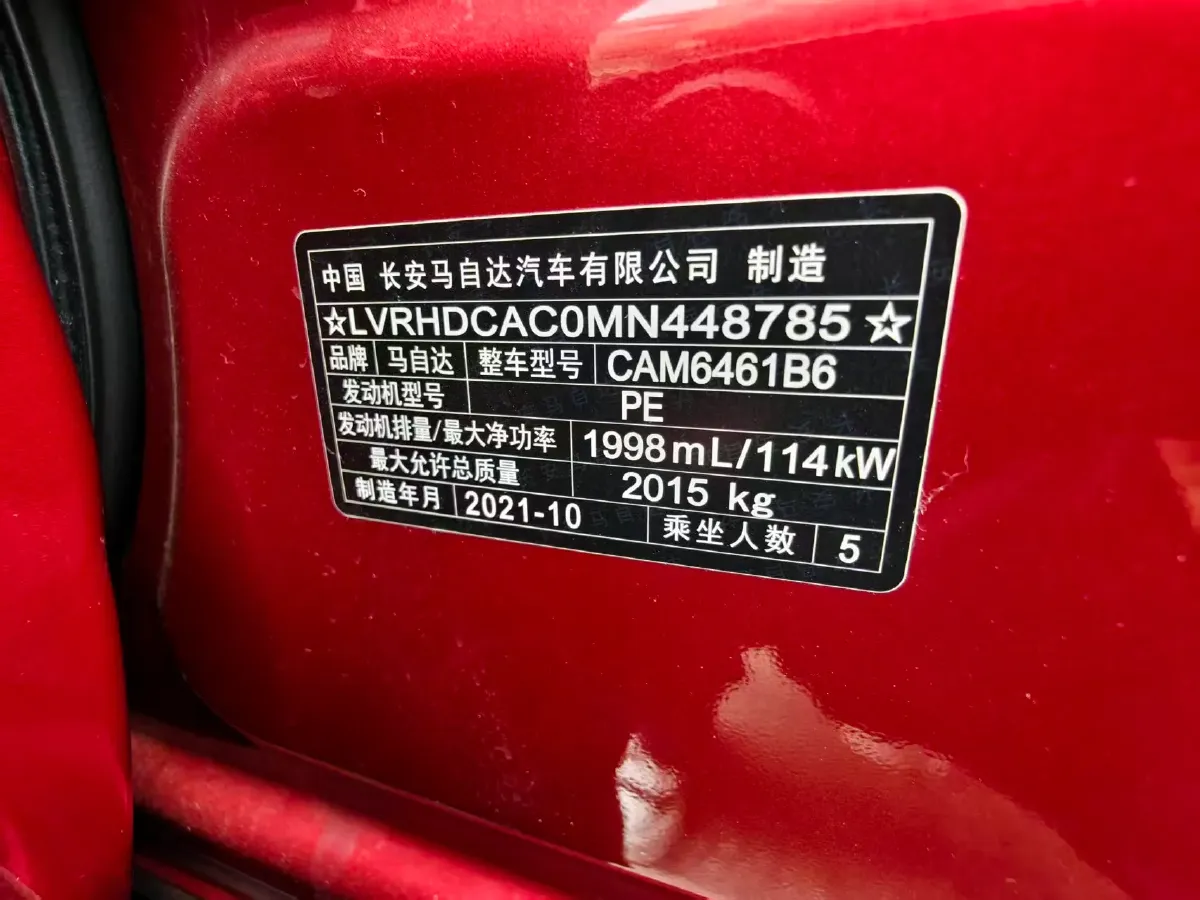 中国 长安马自达汽车有限公司 制造
☆LVRHDCAC0MN448785☆
品牌 马自达 整车型号 CAM6461B6
发动机型号 PE
发动机排量/最大净功率 1998mL/114kW
最大允许总质量 2015 kg
制造年月 2021-10 乘坐人数 5